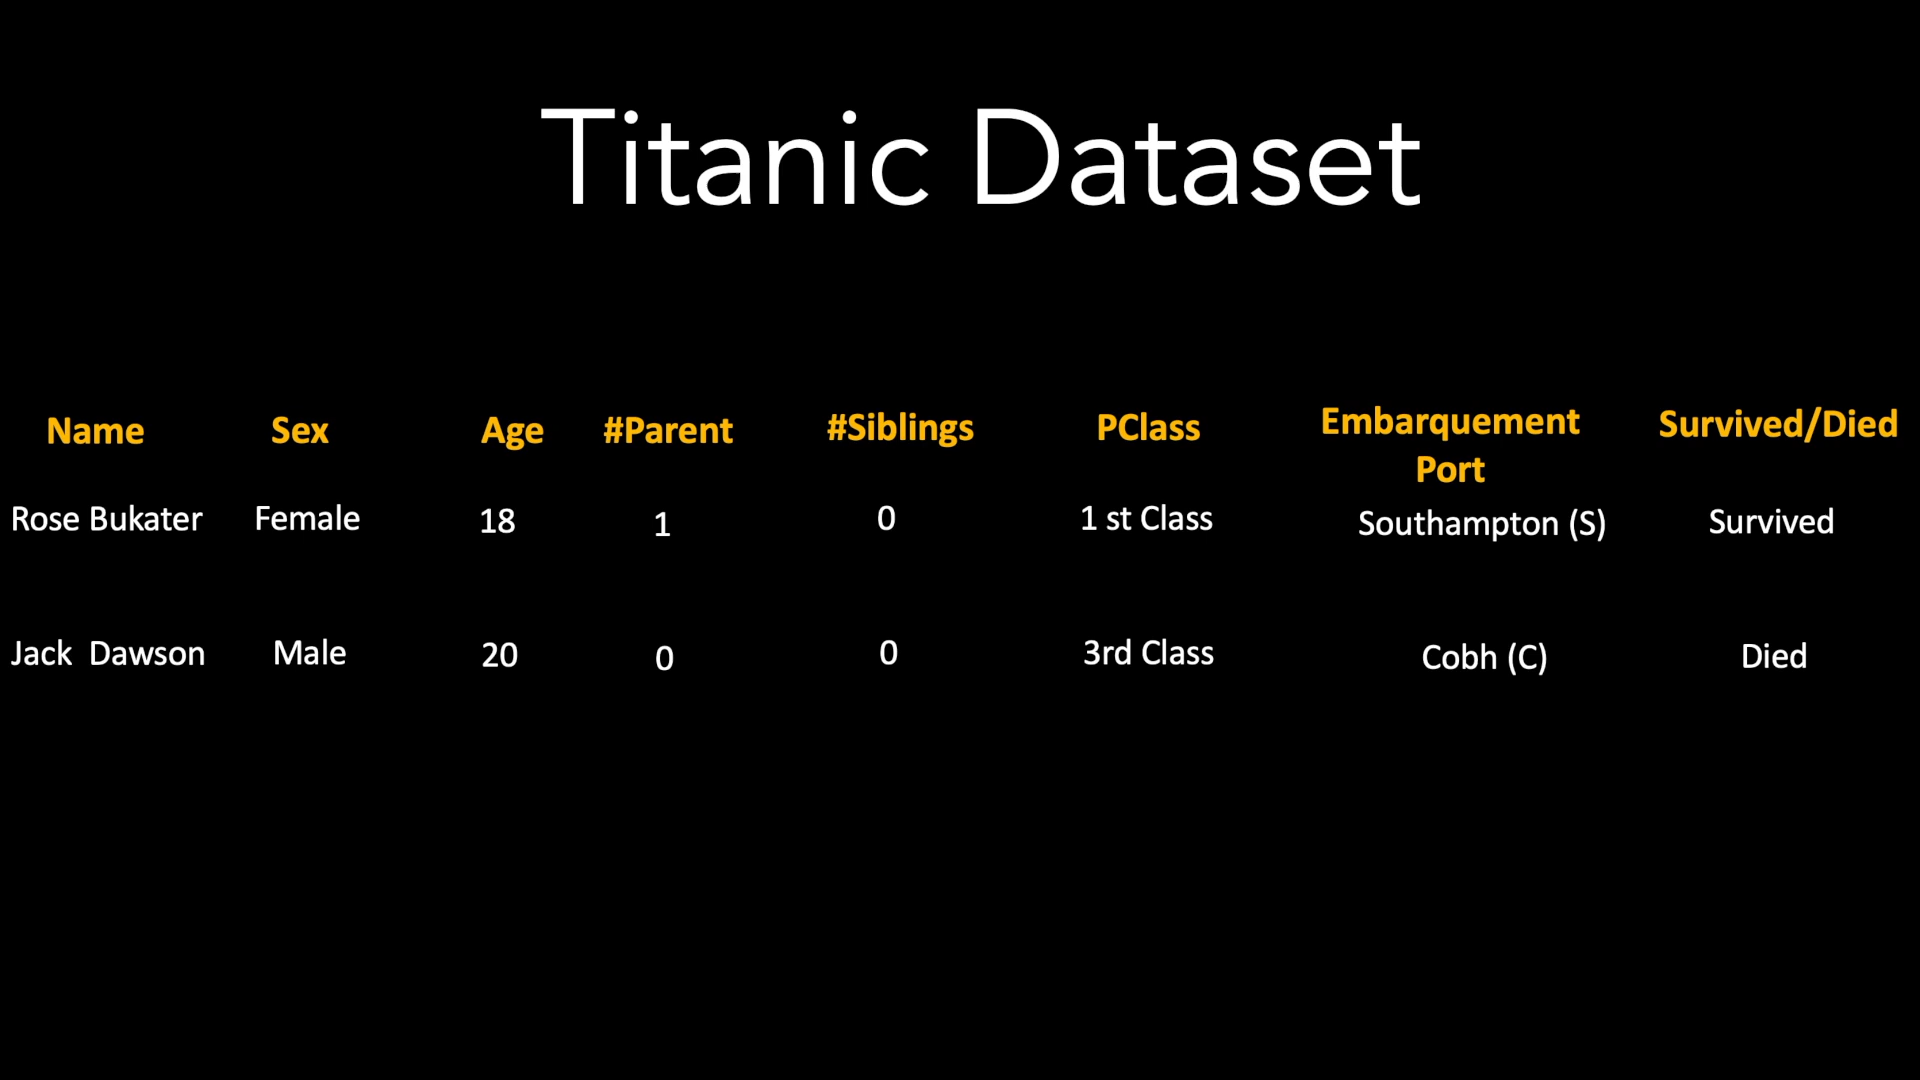 Titanic Dataset
Name Sex Age #Parent #Siblings PClass Embarquement Port Survived/Died
Rose Bukater Female 18 1 0 1 st Class Southampton (S) Survived
Jack Dawson Male 20 0 0 3rd Class Cobh (C) Died